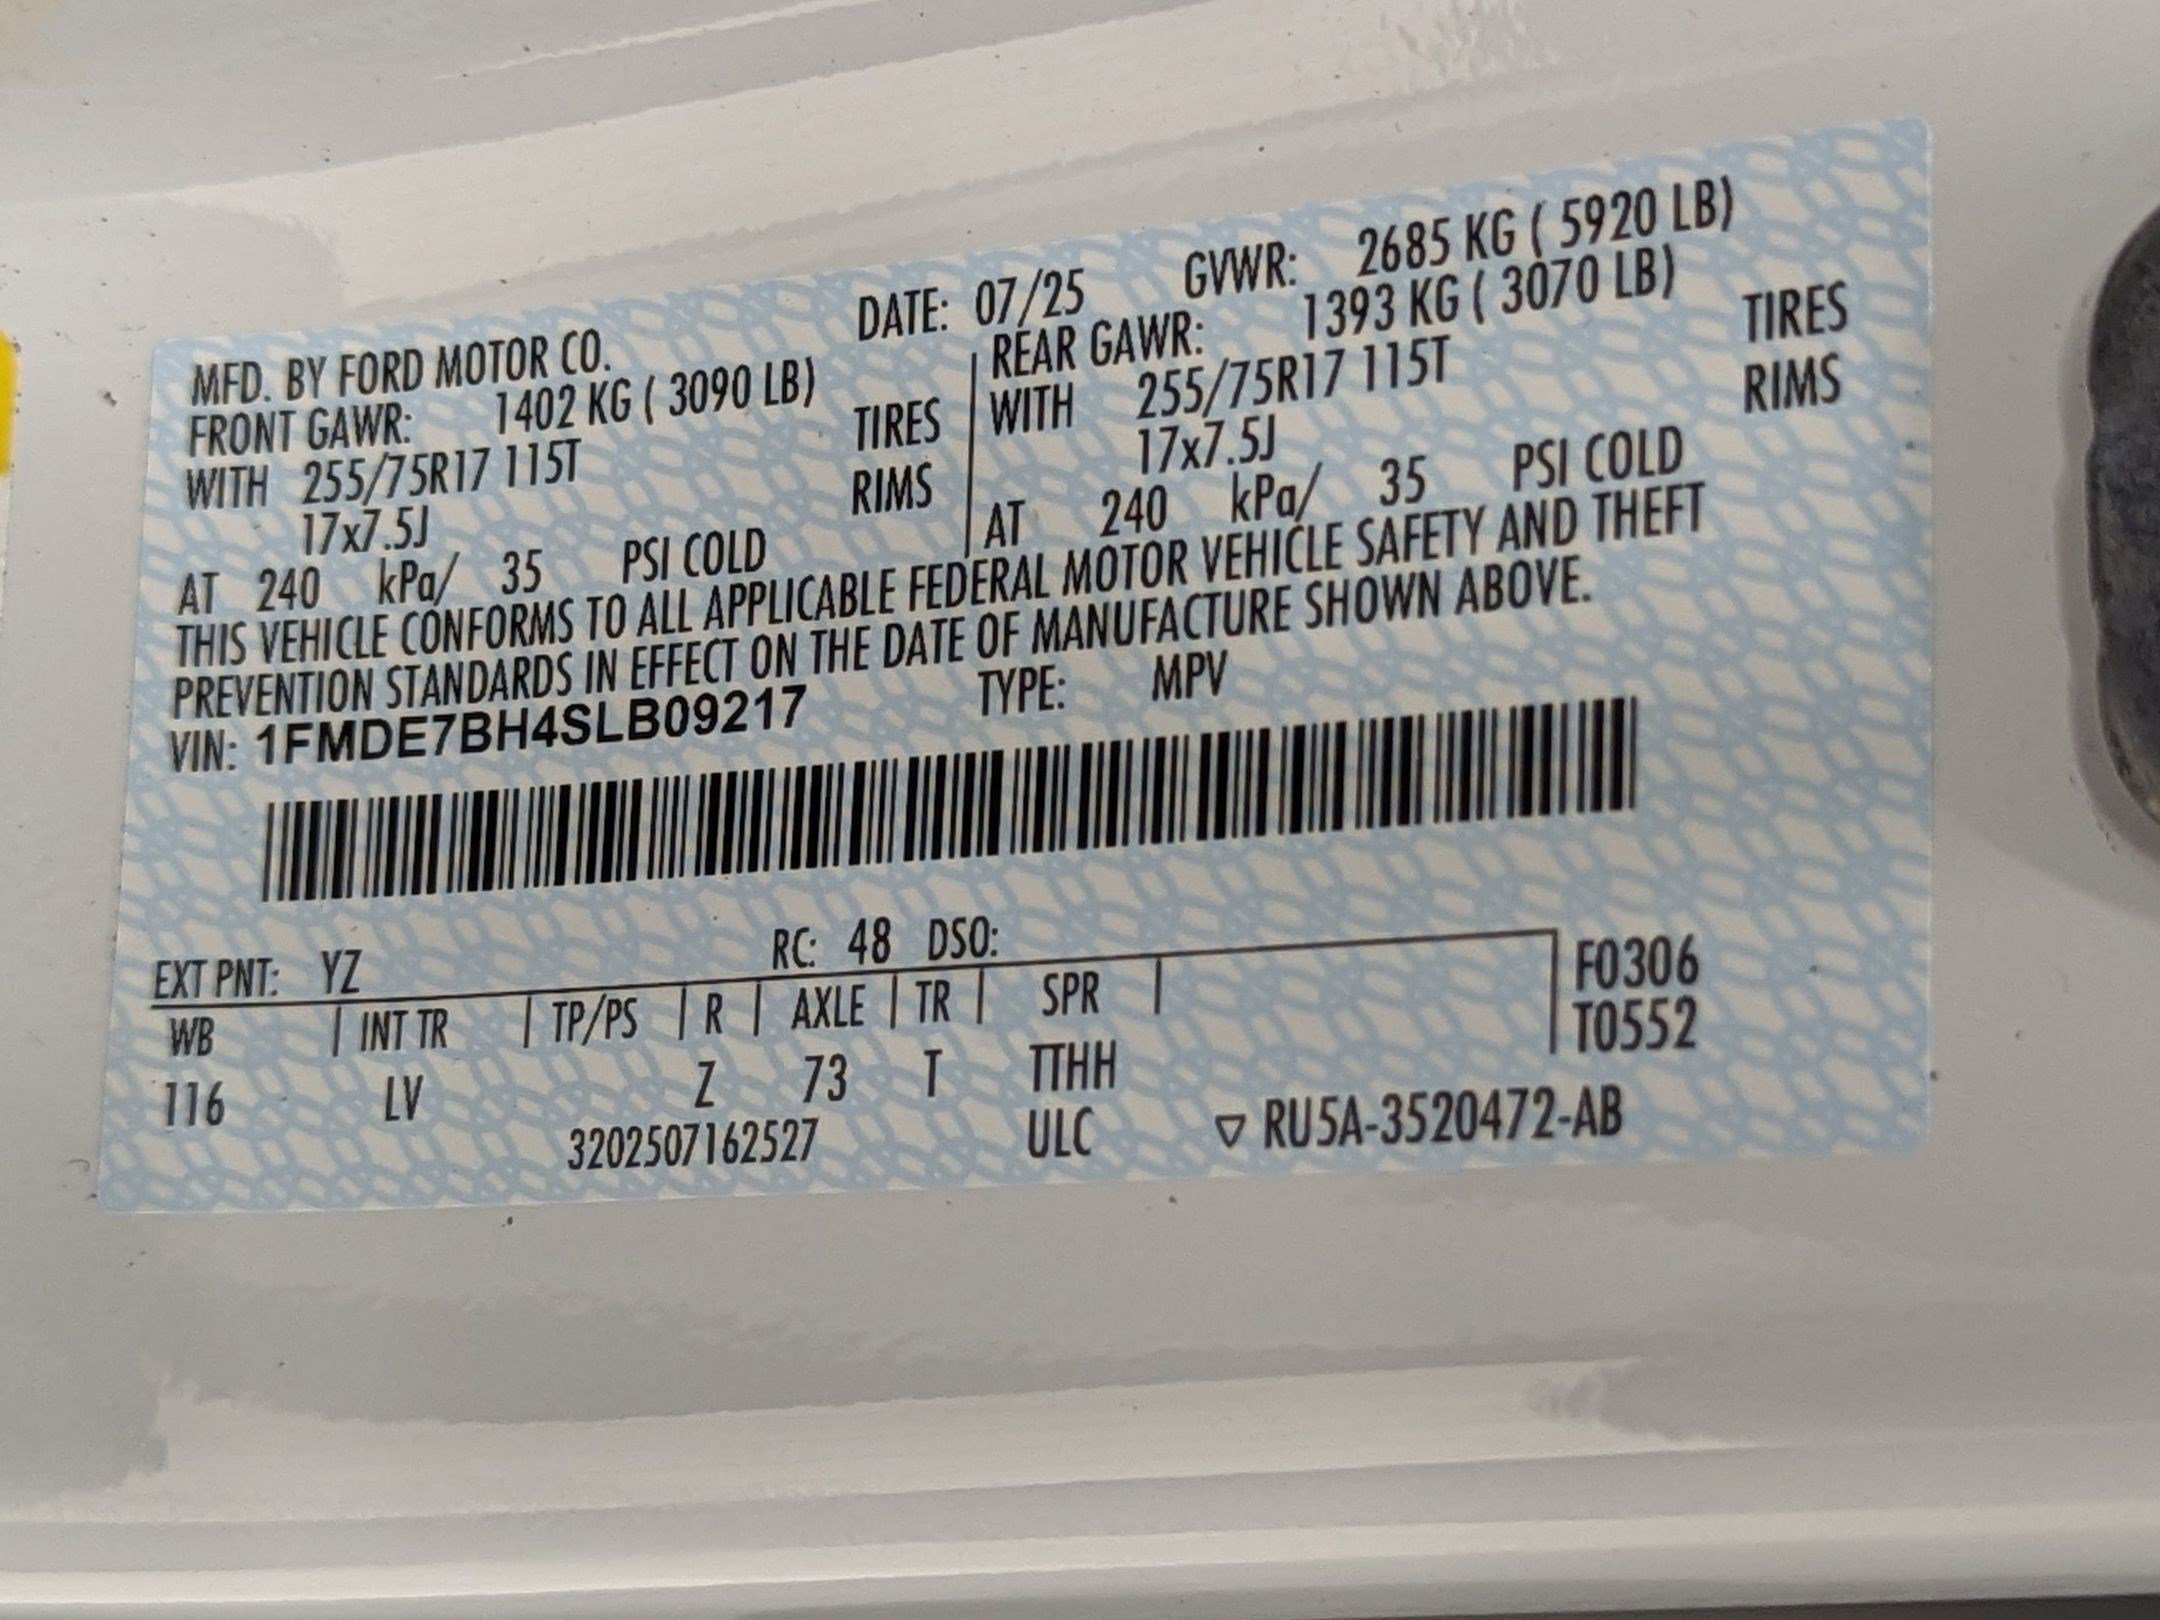 MFD. BY FORD MOTOR CO. DATE: 07/25 GVWR: 2685 KG ( 5920 LB)
FRONT GAWR: 1402 KG ( 3090 LB) REAR GAWR: 1393 KG ( 3070 LB)
WITH 255/75R17 115T TIRES WITH 255/75R17 115T TIRES
17x7.5J RIMS 17x7.5J RIMS
AT 240 kPa/ 35 PSI COLD AT 240 kPa/ 35 PSI COLD
THIS VEHICLE CONFORMS TO ALL APPLICABLE FEDERAL MOTOR VEHICLE SAFETY AND THEFT
PREVENTION STANDARDS IN EFFECT ON THE DATE OF MANUFACTURE SHOWN ABOVE.
VIN: 1FMDE7BH4SLB09217 TYPE: MPV
EXT PNT: YZ RC: 48 DSO:
WB | INT TR | TP/PS | R | AXLE | TR | SPR |
F0306
T0552
116 LV Z 73 T TTHH
3202507162527 ULC ▽ RU5A-3520472-AB